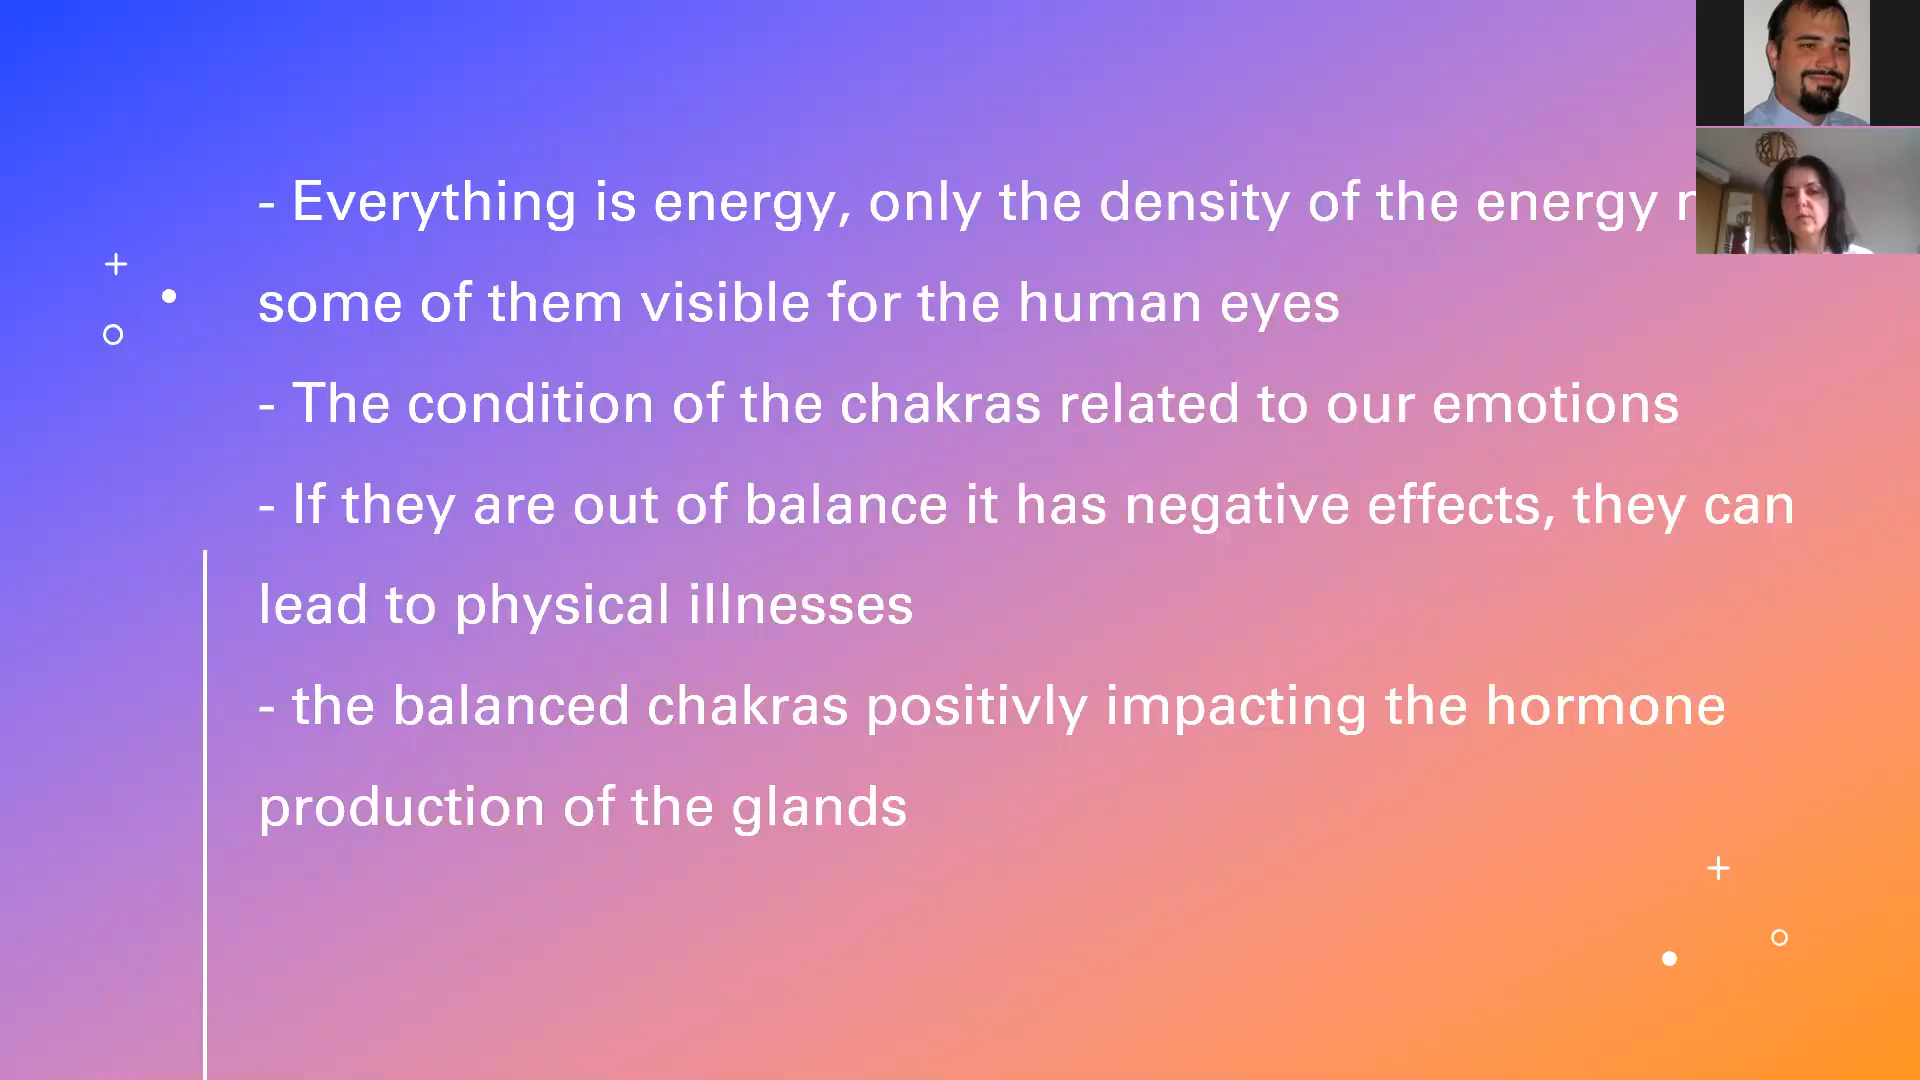 - Everything is energy, only the density of the energy
some of them visible for the human eyes
- The condition of the chakras related to our emotions
- If they are out of balance it has negative effects, they can
lead to physical illnesses
- the balanced chakras positivly impacting the hormone
production of the glands